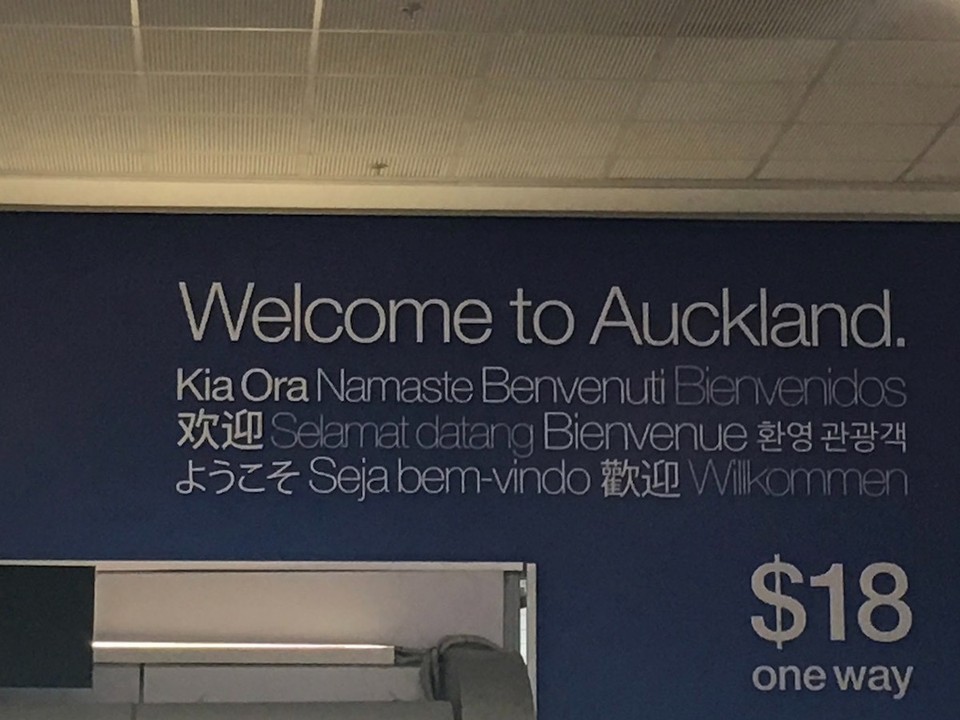 Welcome to Auckland.
Kia Ora Namaste Benvenuti Bienvenidos
欢迎 Selamat datang Bienvenue 환영 관광객
ようこそ Seja bem-vindo 歡迎 Willkommen
$18
one way